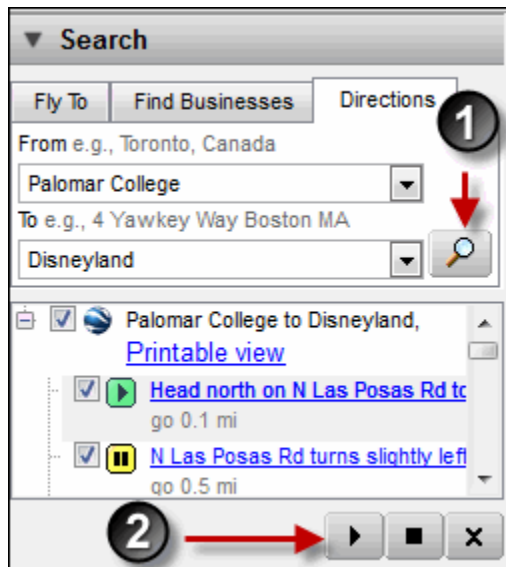 Search
Fly To Find Businesses Directions
1
From e.g., Toronto, Canada
Palomar College
To e.g., 4 Yawkey Way Boston MA
Disneyland
Palomar College to Disneyland,
Printable view
Head north on N Las Posas Rd to
go 0.1 mi
N Las Posas Rd turns slightly left
go 0.5 mi
2